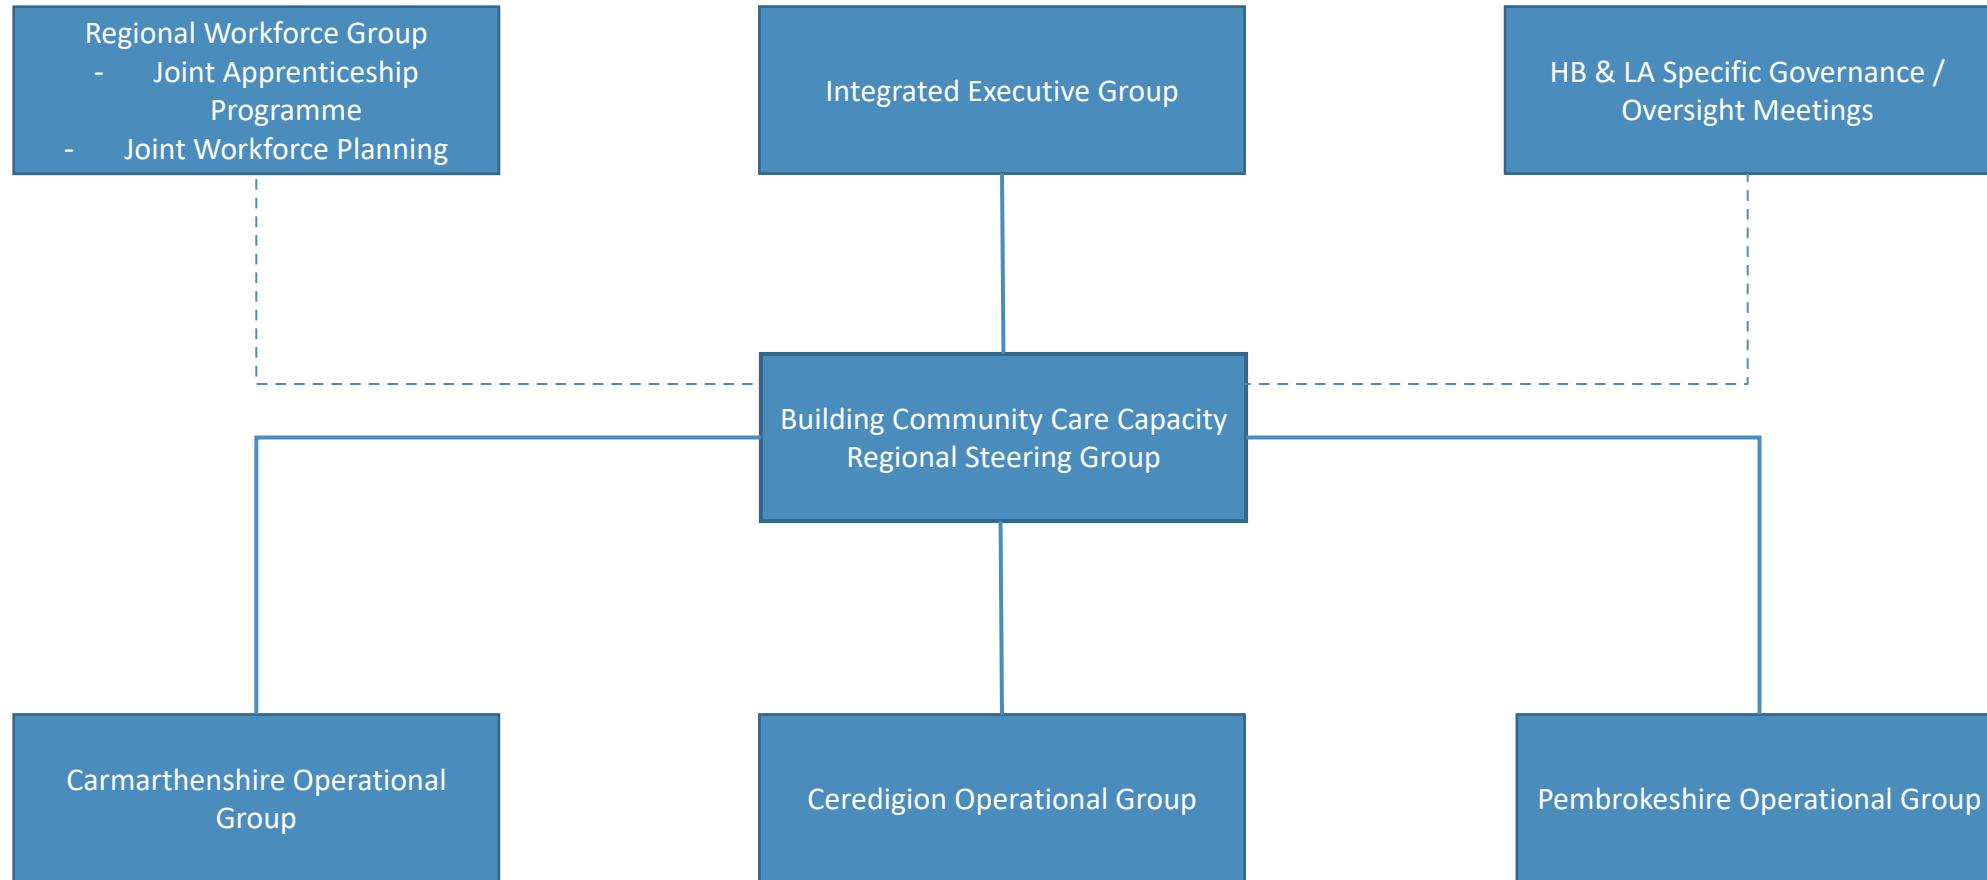 Regional Workforce Group
- Joint Apprenticeship
Programme
- Joint Workforce Planning
Integrated Executive Group
HB & LA Specific Governance /
Oversight Meetings
Building Community Care Capacity
Regional Steering Group
Carmarthenshire Operational
Group
Ceredigion Operational Group
Pembrokeshire Operational Group